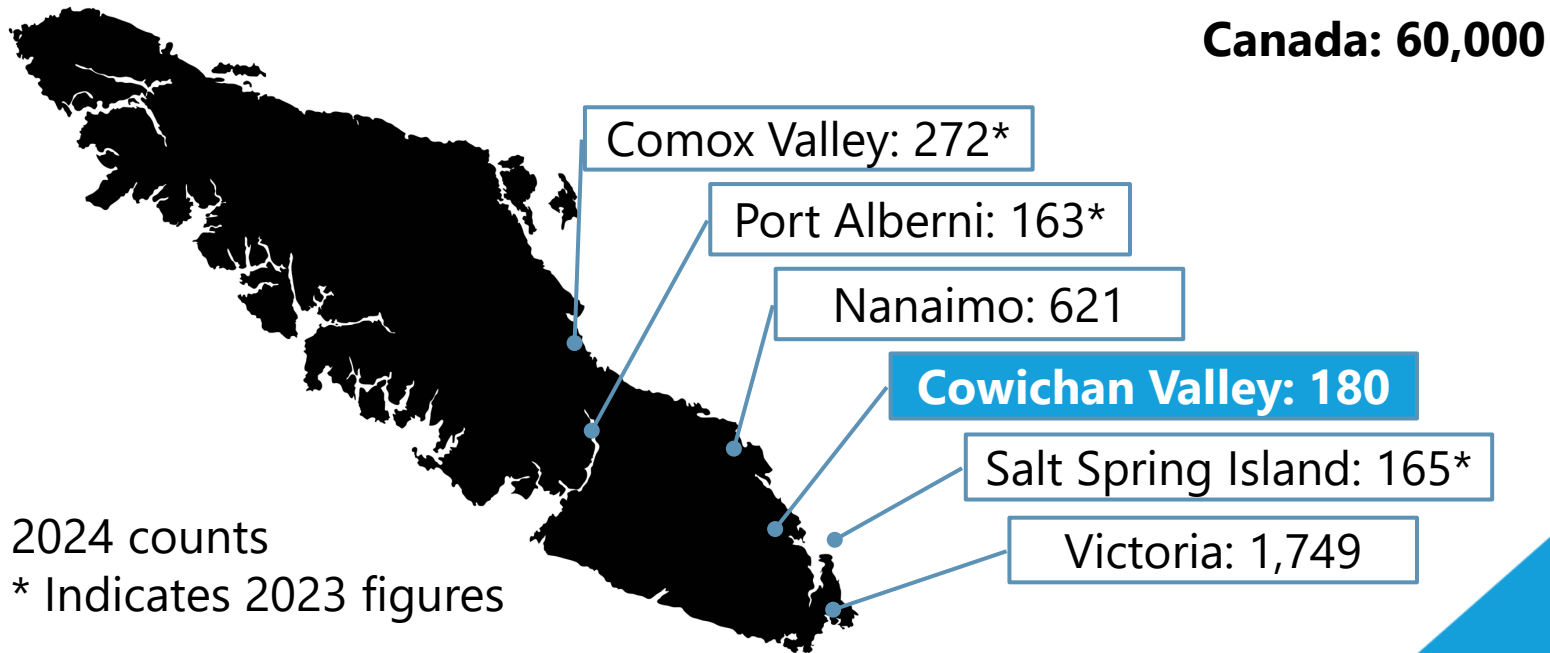 Canada: 60,000
Comox Valley: 272*
Port Alberni: 163*
Nanaimo: 621
Cowichan Valley: 180
Salt Spring Island: 165*
Victoria: 1,749
2024 counts
* Indicates 2023 figures